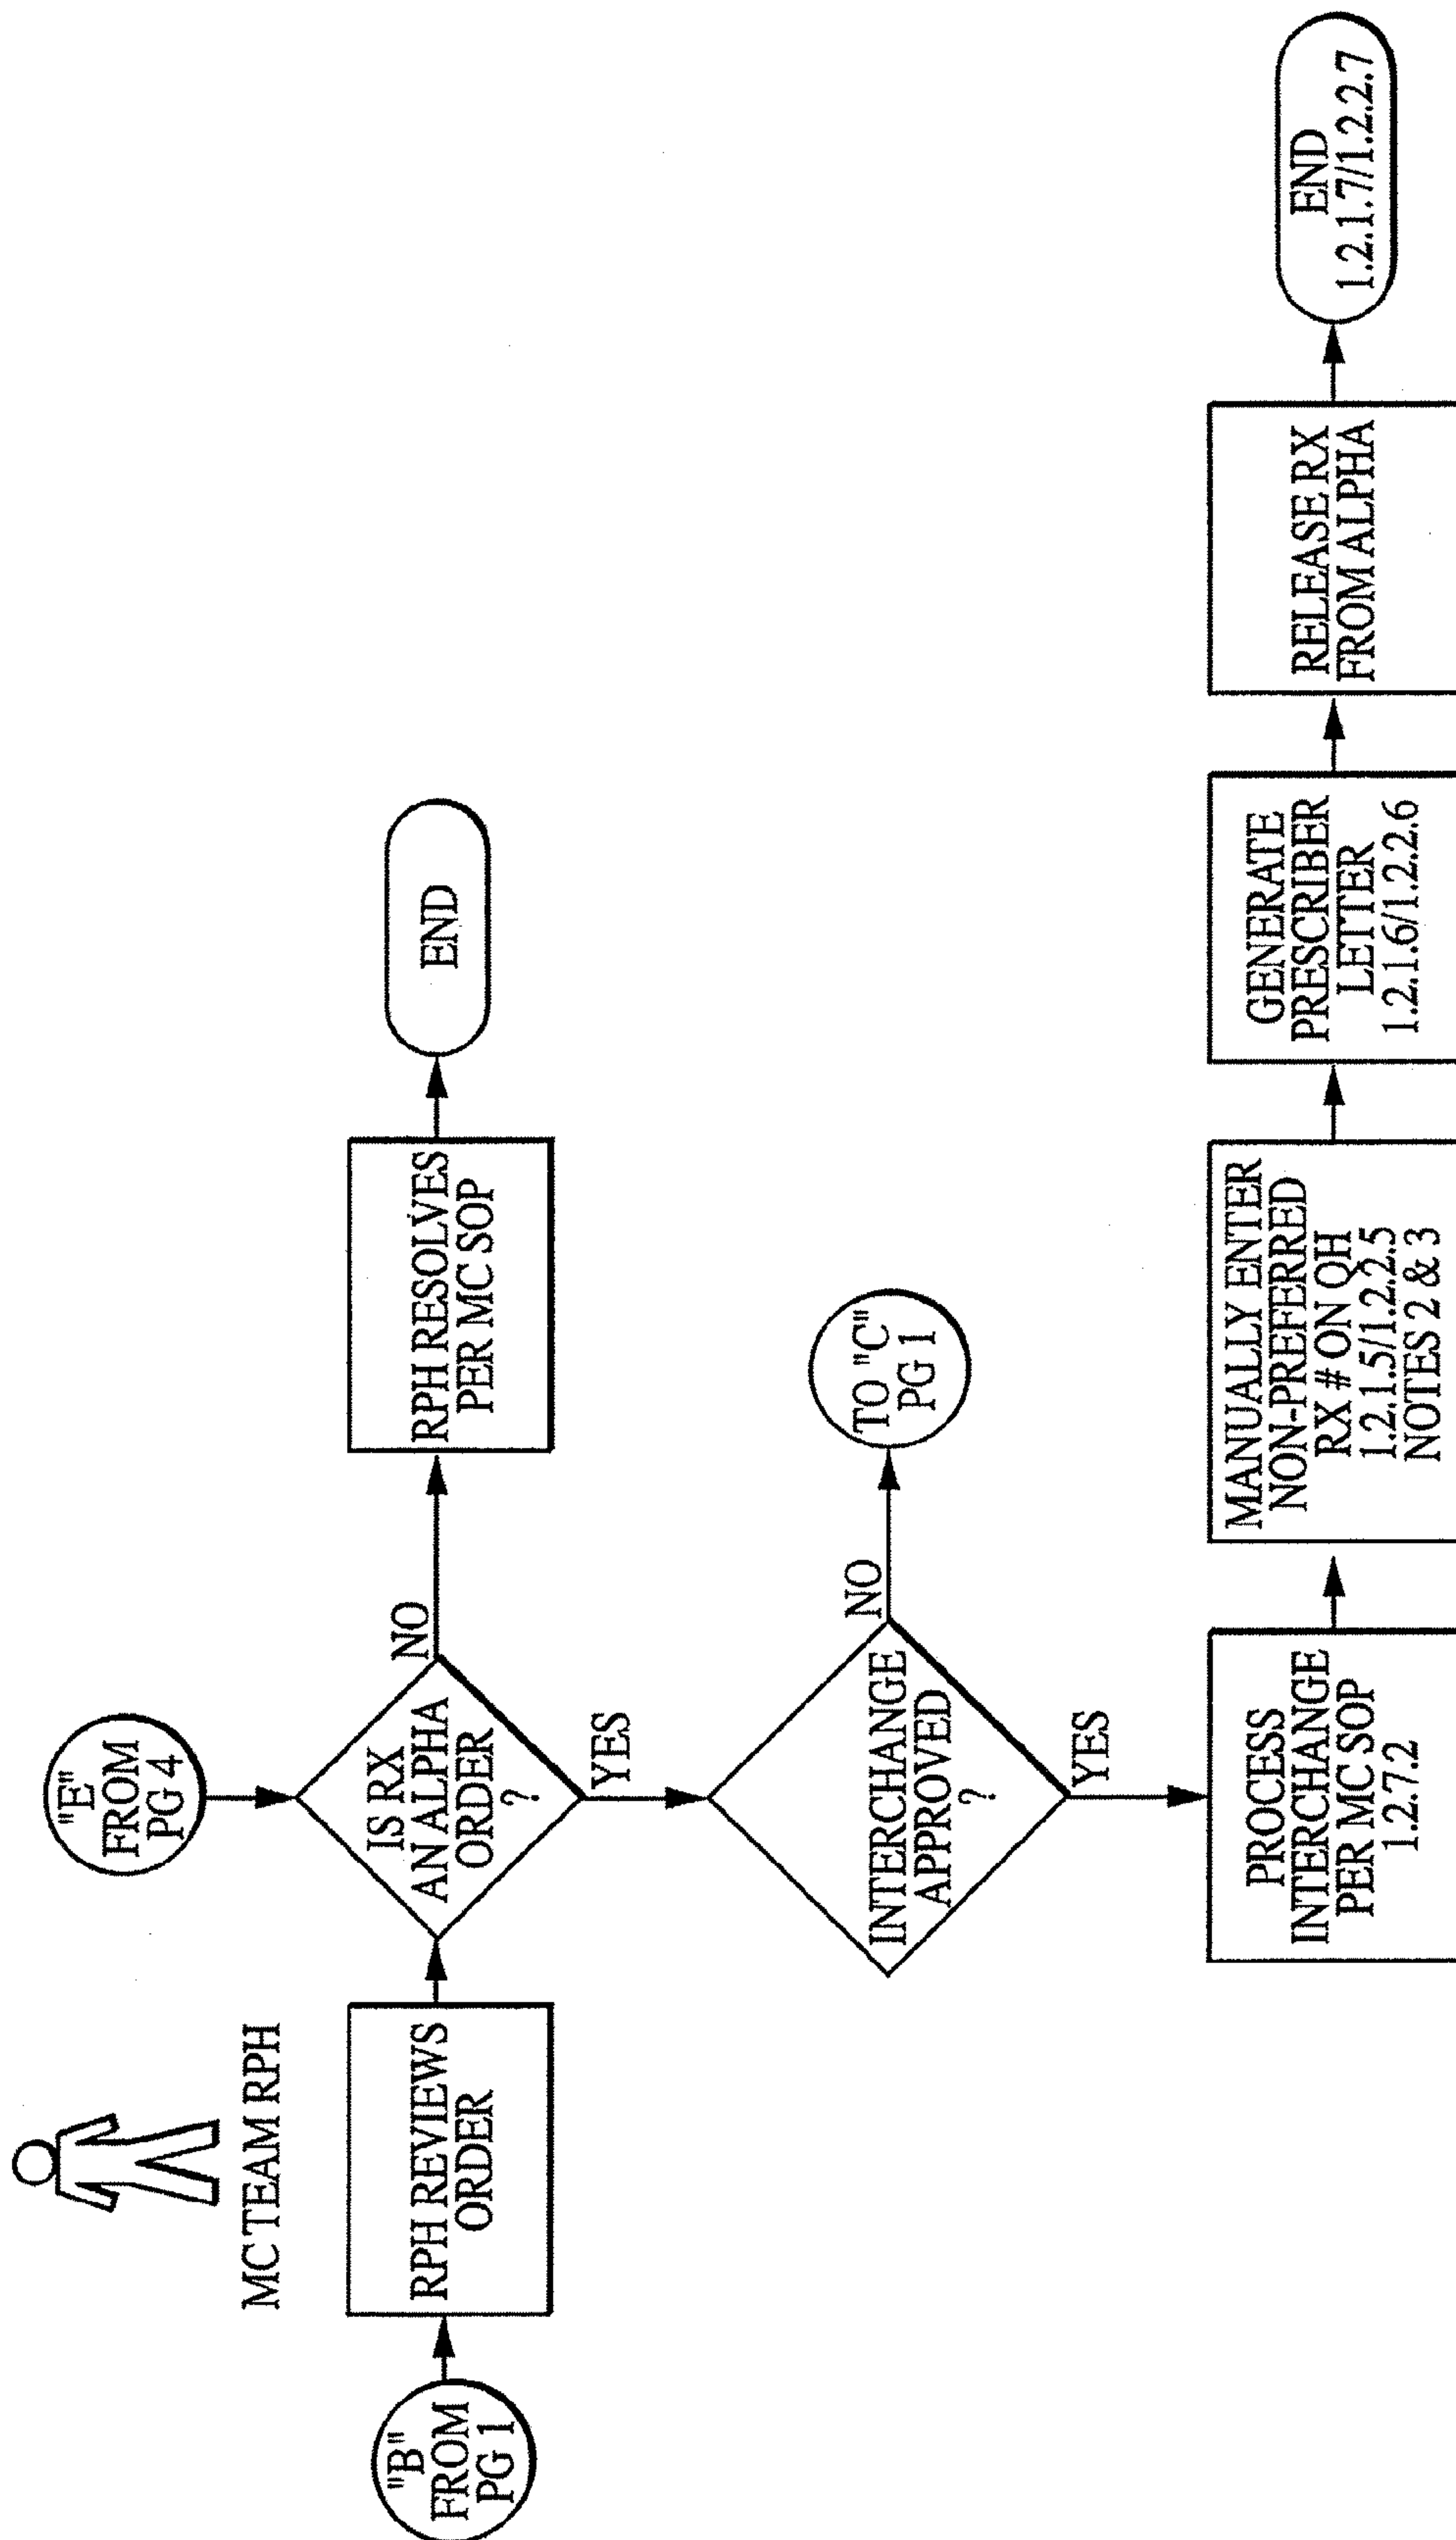 MC TEAM RPH
"E"
FROM
PG 4
"B"
FROM
PG 1
RPH REVIEWS
ORDER
IS RX
AN ALPHA
ORDER
?
NO
RPH RESOLVES
PER MC SOP
END
YES
INTERCHANGE
APPROVED
?
NO
TO "C"
PG 1
YES
PROCESS
INTERCHANGE
PER MC SOP
1.2.7.2
MANUALLY ENTER
NON-PREFERRED
RX # ON QH
1.2.1.5/1.2.2.5
NOTES 2 & 3
GENERATE
PRESCRIBER
LETTER
1.2.1.6/1.2.2.6
RELEASE RX
FROM ALPHA
END
1.2.1.7/1.2.2.7